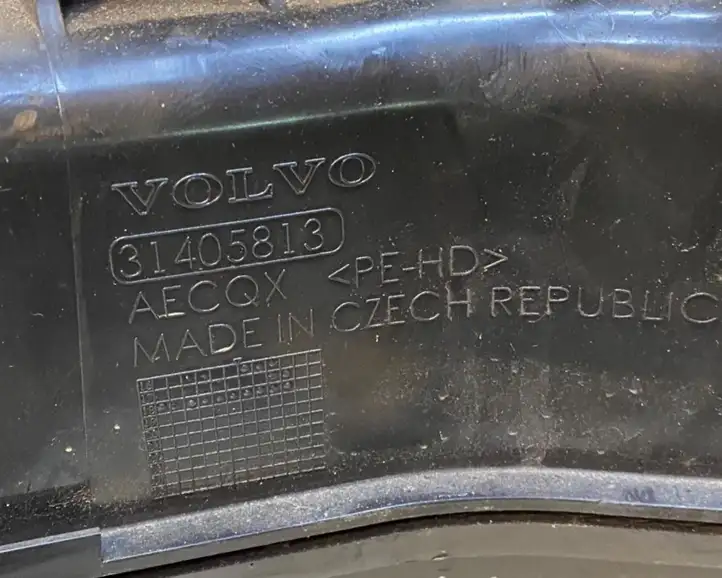 VOLVO
31405813
AECQX <PE-HD>
MADE IN CZECH REPUBLIC